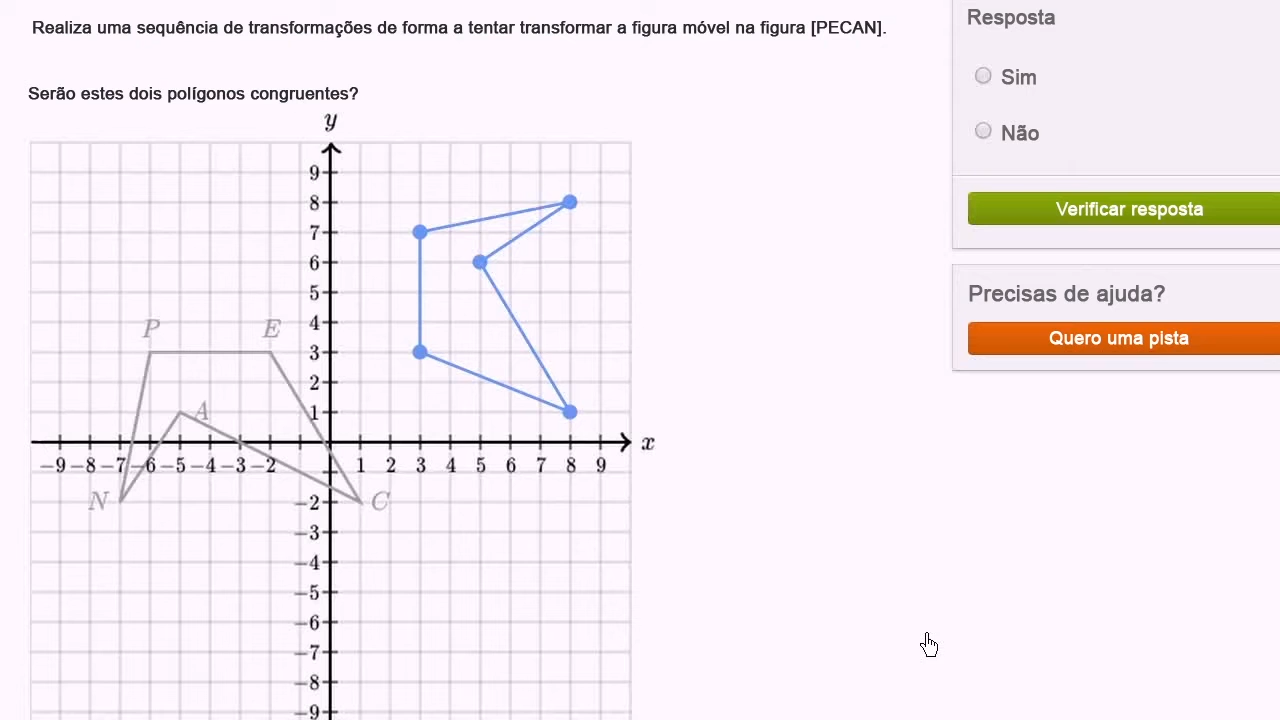 Realiza uma sequência de transformações de forma a tentar transformar a figura móvel na figura [PECAN].
Serão estes dois polígonos congruentes?
y
9
8
7
6
5
4
3
2
1
P
E
A
N
C
−9 −8 −7 −6 −5 −4 −3 −2 1 2 3 4 5 6 7 8 9
x
−2
−3
−4
−5
−6
−7
−8
−9
Resposta
Sim
Não
Verificar resposta
Precisas de ajuda?
Quero uma pista